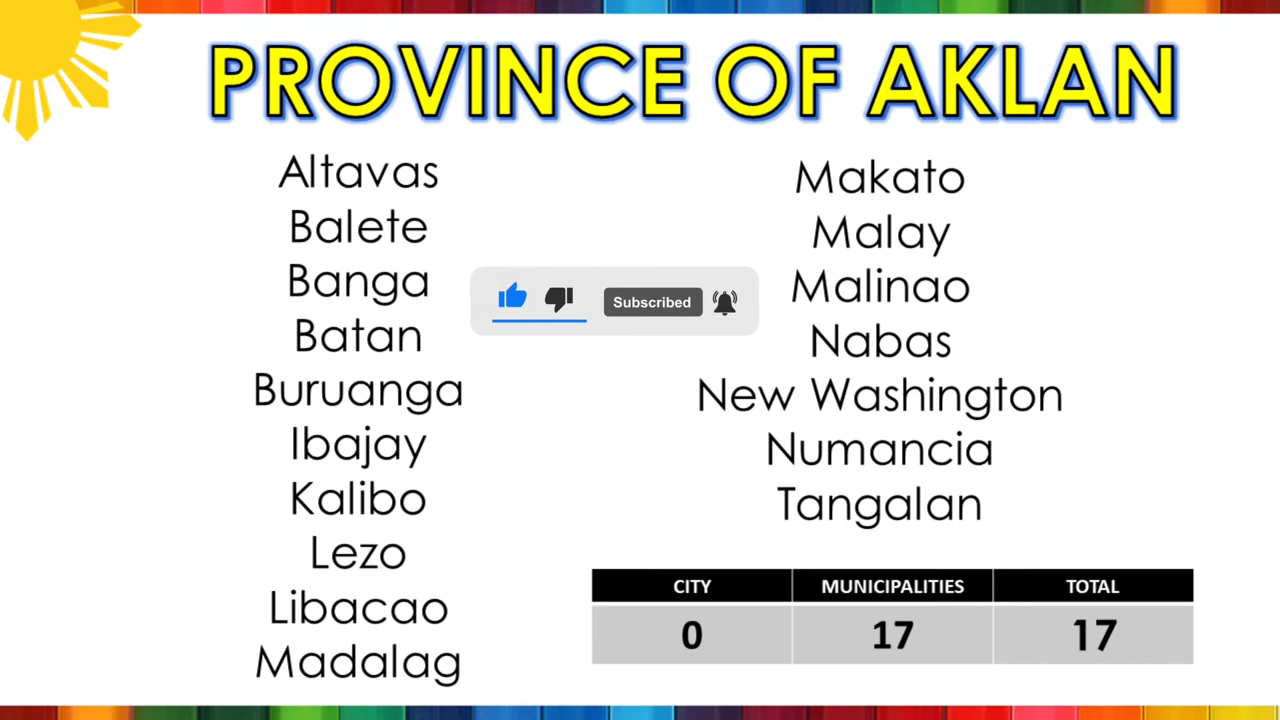 PROVINCE OF AKLAN
Altavas
Balete
Banga
Batan
Buruanga
Ibajay
Kalibo
Lezo
Libacao
Madalag
Makato
Malay
Malinao
Nabas
New Washington
Numancia
Tangalan
Subscribed
CITY MUNICIPALITIES TOTAL
0 17 17